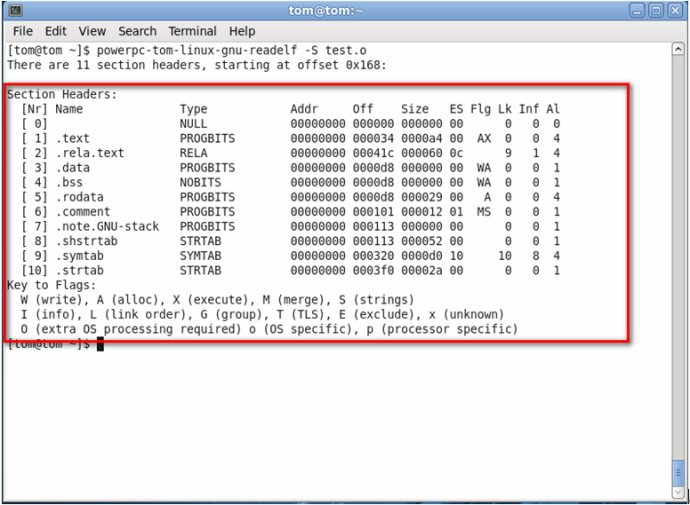 tom@tom:~
File Edit View Search Terminal Help
[tom@tom ~]$ powerpc-tom-linux-gnu-readelf -S test.o
There are 11 section headers, starting at offset 0x168:
Section Headers:
[Nr] Name Type Addr Off Size ES Flg Lk Inf Al
[ 0] NULL 00000000 000000 000000 00 0 0 0
[ 1] .text PROGBITS 00000000 000034 0000a4 00 AX 0 0 4
[ 2] .rela.text RELA 00000000 00041c 000060 0c 9 1 4
[ 3] .data PROGBITS 00000000 0000d8 000000 00 WA 0 0 1
[ 4] .bss NOBITS 00000000 0000d8 000000 00 WA 0 0 1
[ 5] .rodata PROGBITS 00000000 0000d8 000029 00 A 0 0 4
[ 6] .comment PROGBITS 00000000 000101 000012 01 MS 0 0 1
[ 7] .note.GNU-stack PROGBITS 00000000 000113 000000 00 0 0 1
[ 8] .shstrtab STRTAB 00000000 000113 000052 00 0 0 1
[ 9] .symtab SYMTAB 00000000 000320 0000d0 10 10 8 4
[10] .strtab STRTAB 00000000 0003f0 00002a 00 0 0 1
Key to Flags:
W (write), A (alloc), X (execute), M (merge), S (strings)
I (info), L (link order), G (group), T (TLS), E (exclude), x (unknown)
O (extra OS processing required) o (OS specific), p (processor specific)
[tom@tom ~]$